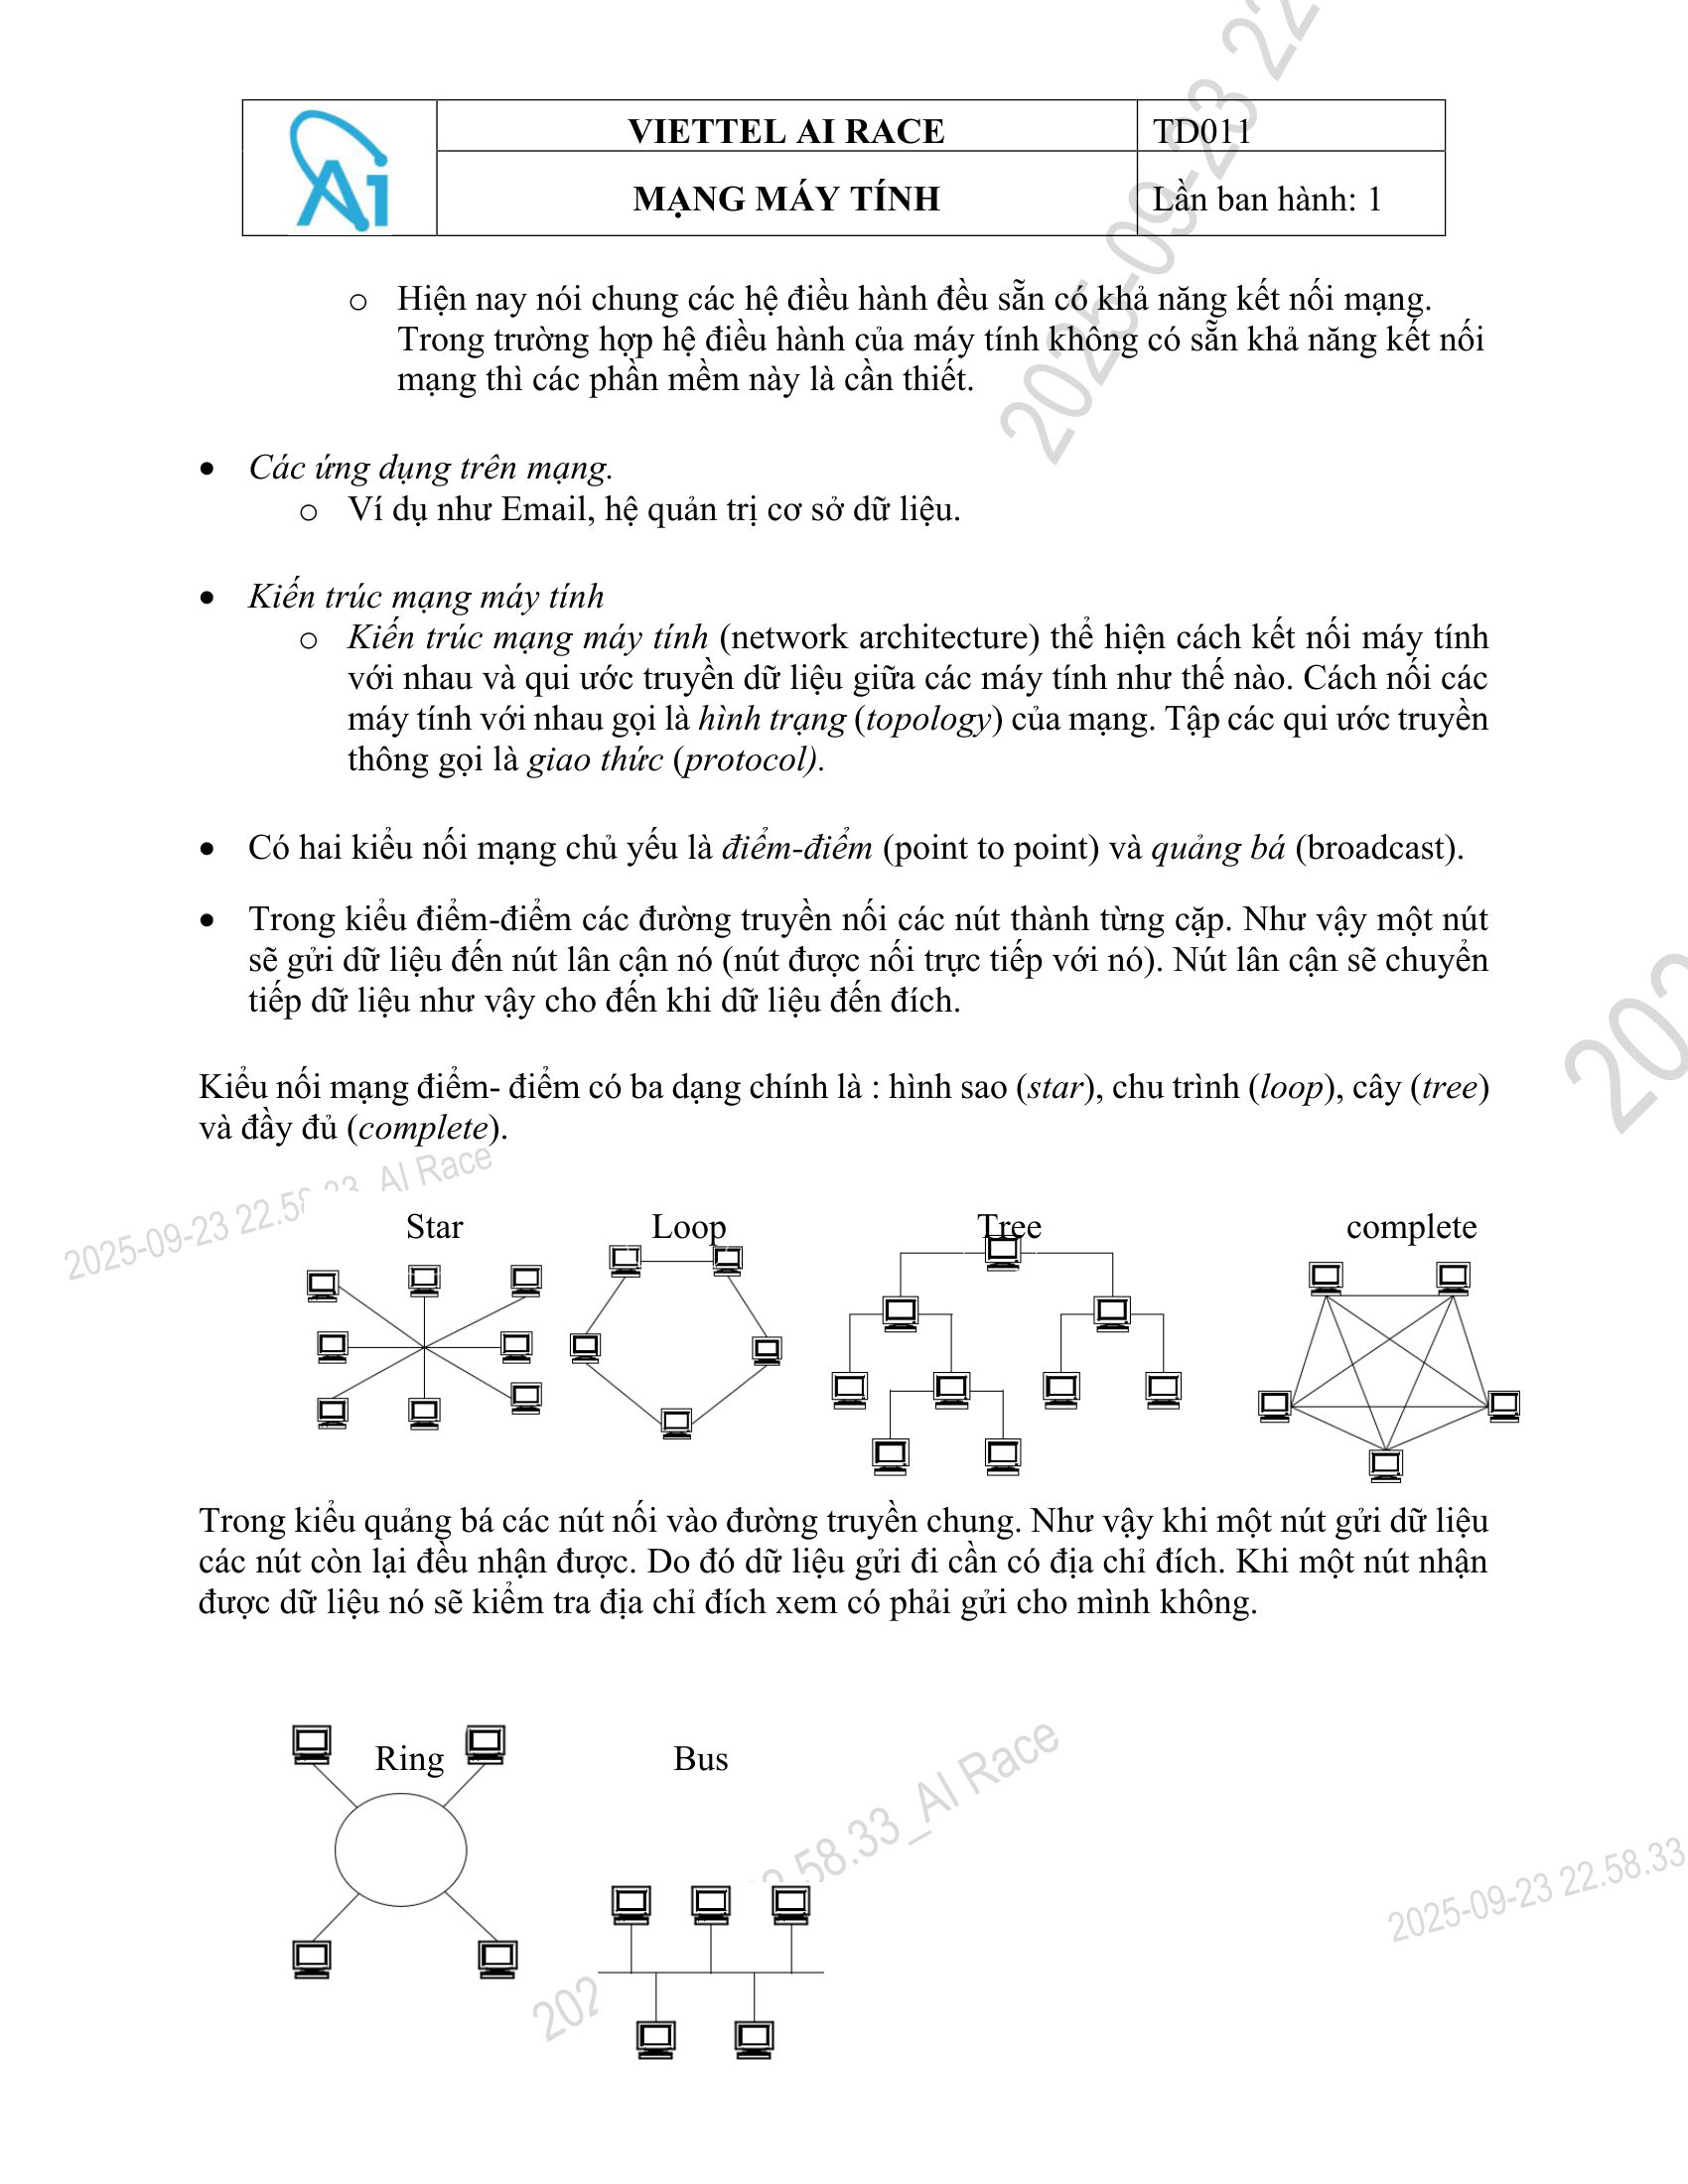 VIETTEL AI RACE
TD011
MẠNG MÁY TÍNH
Lần ban hành: 1
Ai
o Hiện nay nói chung các hệ điều hành đều sẵn có khả năng kết nối mạng.
Trong trường hợp hệ điều hành của máy tính không có sẵn khả năng kết nối
mạng thì các phần mềm này là cần thiết.
• Các ứng dụng trên mạng.
o Ví dụ như Email, hệ quản trị cơ sở dữ liệu.
• Kiến trúc mạng máy tính
o Kiến trúc mạng máy tính (network architecture) thể hiện cách kết nối máy tính
với nhau và qui ước truyền dữ liệu giữa các máy tính như thế nào. Cách nối các
máy tính với nhau gọi là hình trạng (topology) của mạng. Tập các qui ước truyền
thông gọi là giao thức (protocol).
• Có hai kiểu nối mạng chủ yếu là điểm-điểm (point to point) và quảng bá (broadcast).
• Trong kiểu điểm-điểm các đường truyền nối các nút thành từng cặp. Như vậy một nút
sẽ gửi dữ liệu đến nút lân cận nó (nút được nối trực tiếp với nó). Nút lân cận sẽ chuyển
tiếp dữ liệu như vậy cho đến khi dữ liệu đến đích.
Kiểu nối mạng điểm- điểm có ba dạng chính là : hình sao (star), chu trình (loop), cây (tree)
và đầy đủ (complete).
Star
Loop
Tree
complete
Trong kiểu quảng bá các nút nối vào đường truyền chung. Như vậy khi một nút gửi dữ liệu
các nút còn lại đều nhận được. Do đó dữ liệu gửi đi cần có địa chỉ đích. Khi một nút nhận
được dữ liệu nó sẽ kiểm tra địa chỉ đích xem có phải gửi cho mình không.
Ring
Bus
2025-09-23 22
202
2025-09-23 22.58.33_AI Race
202
.58.33_AI Race
2025-09-23 22.58.33